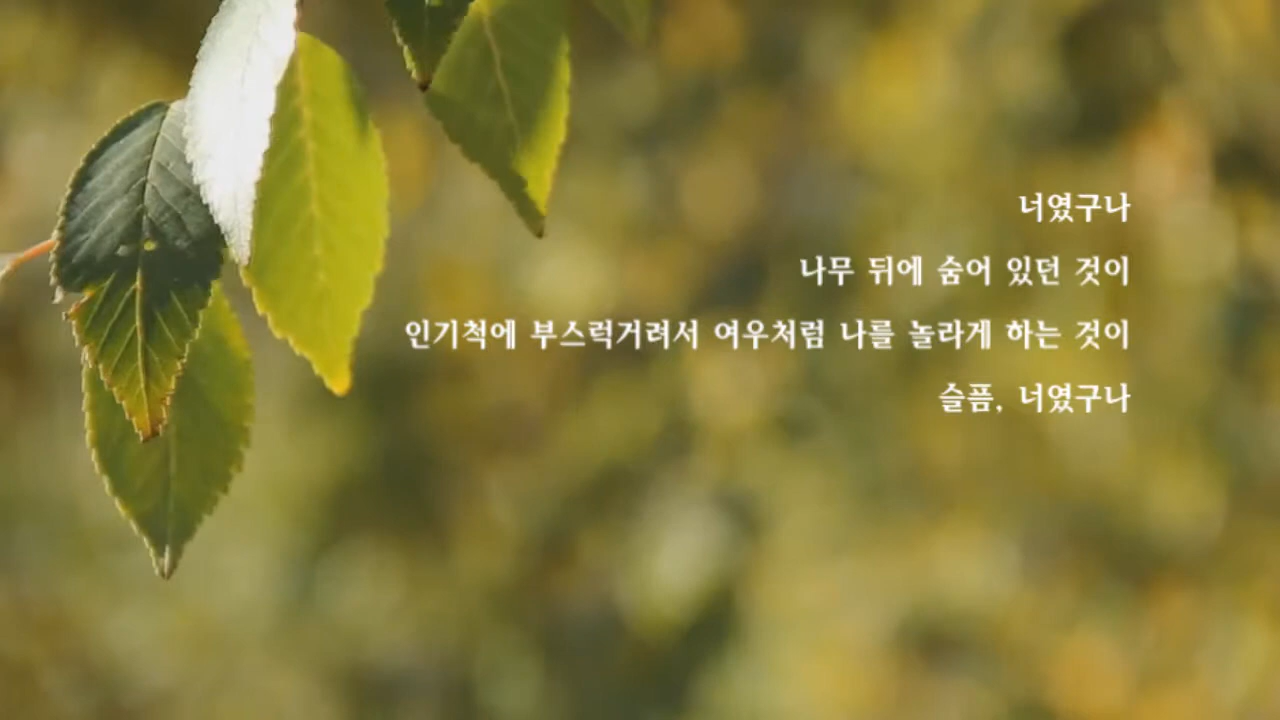 너였구나
나무 뒤에 숨어 있던 것이
인기척에 부스럭거려서 여우처럼 나를 놀라게 하는 것이
슬픔, 너였구나